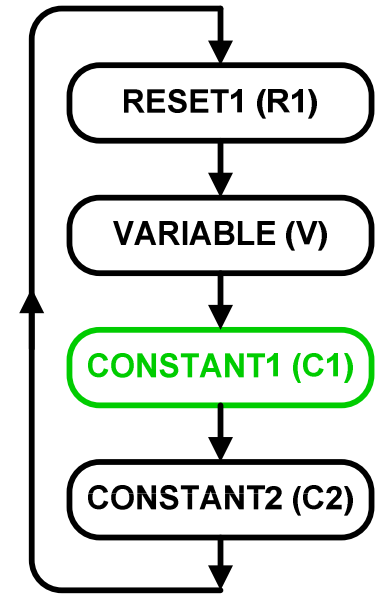 RESET1 (R1)
VARIABLE (V)
CONSTANT1 (C1)
CONSTANT2 (C2)